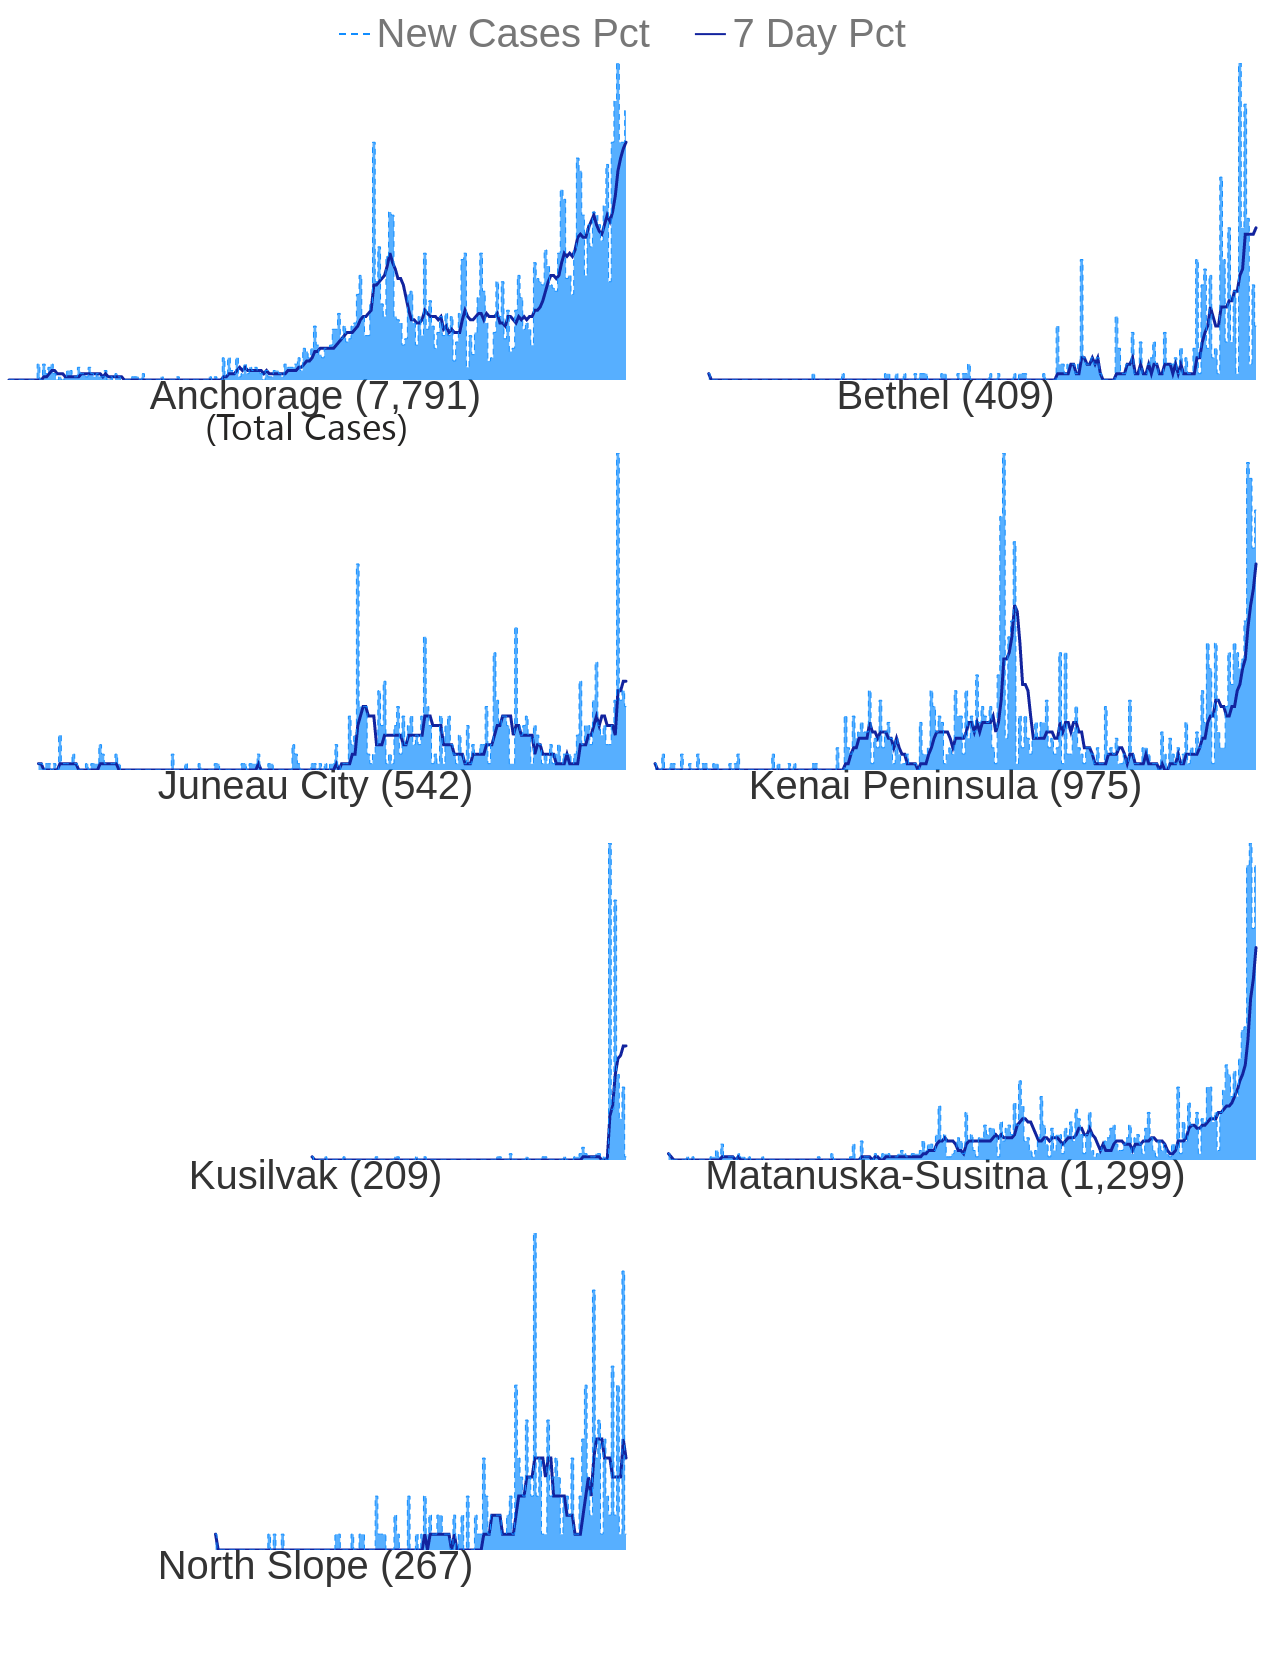 New Cases Pct 7 Day Pct
Anchorage (7,791) Bethel (409)
(Total Cases)
Juneau City (542) Kenai Peninsula (975)
Kusilvak (209) Matanuska-Susitna (1,299)
North Slope (267)